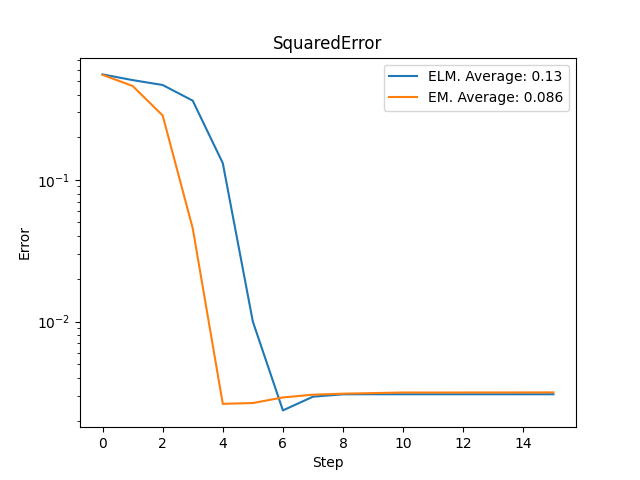 SquaredError
ELM. Average: 0.13
EM. Average: 0.086
Error
10⁻¹
10⁻²
0 2 4 6 8 10 12 14
Step